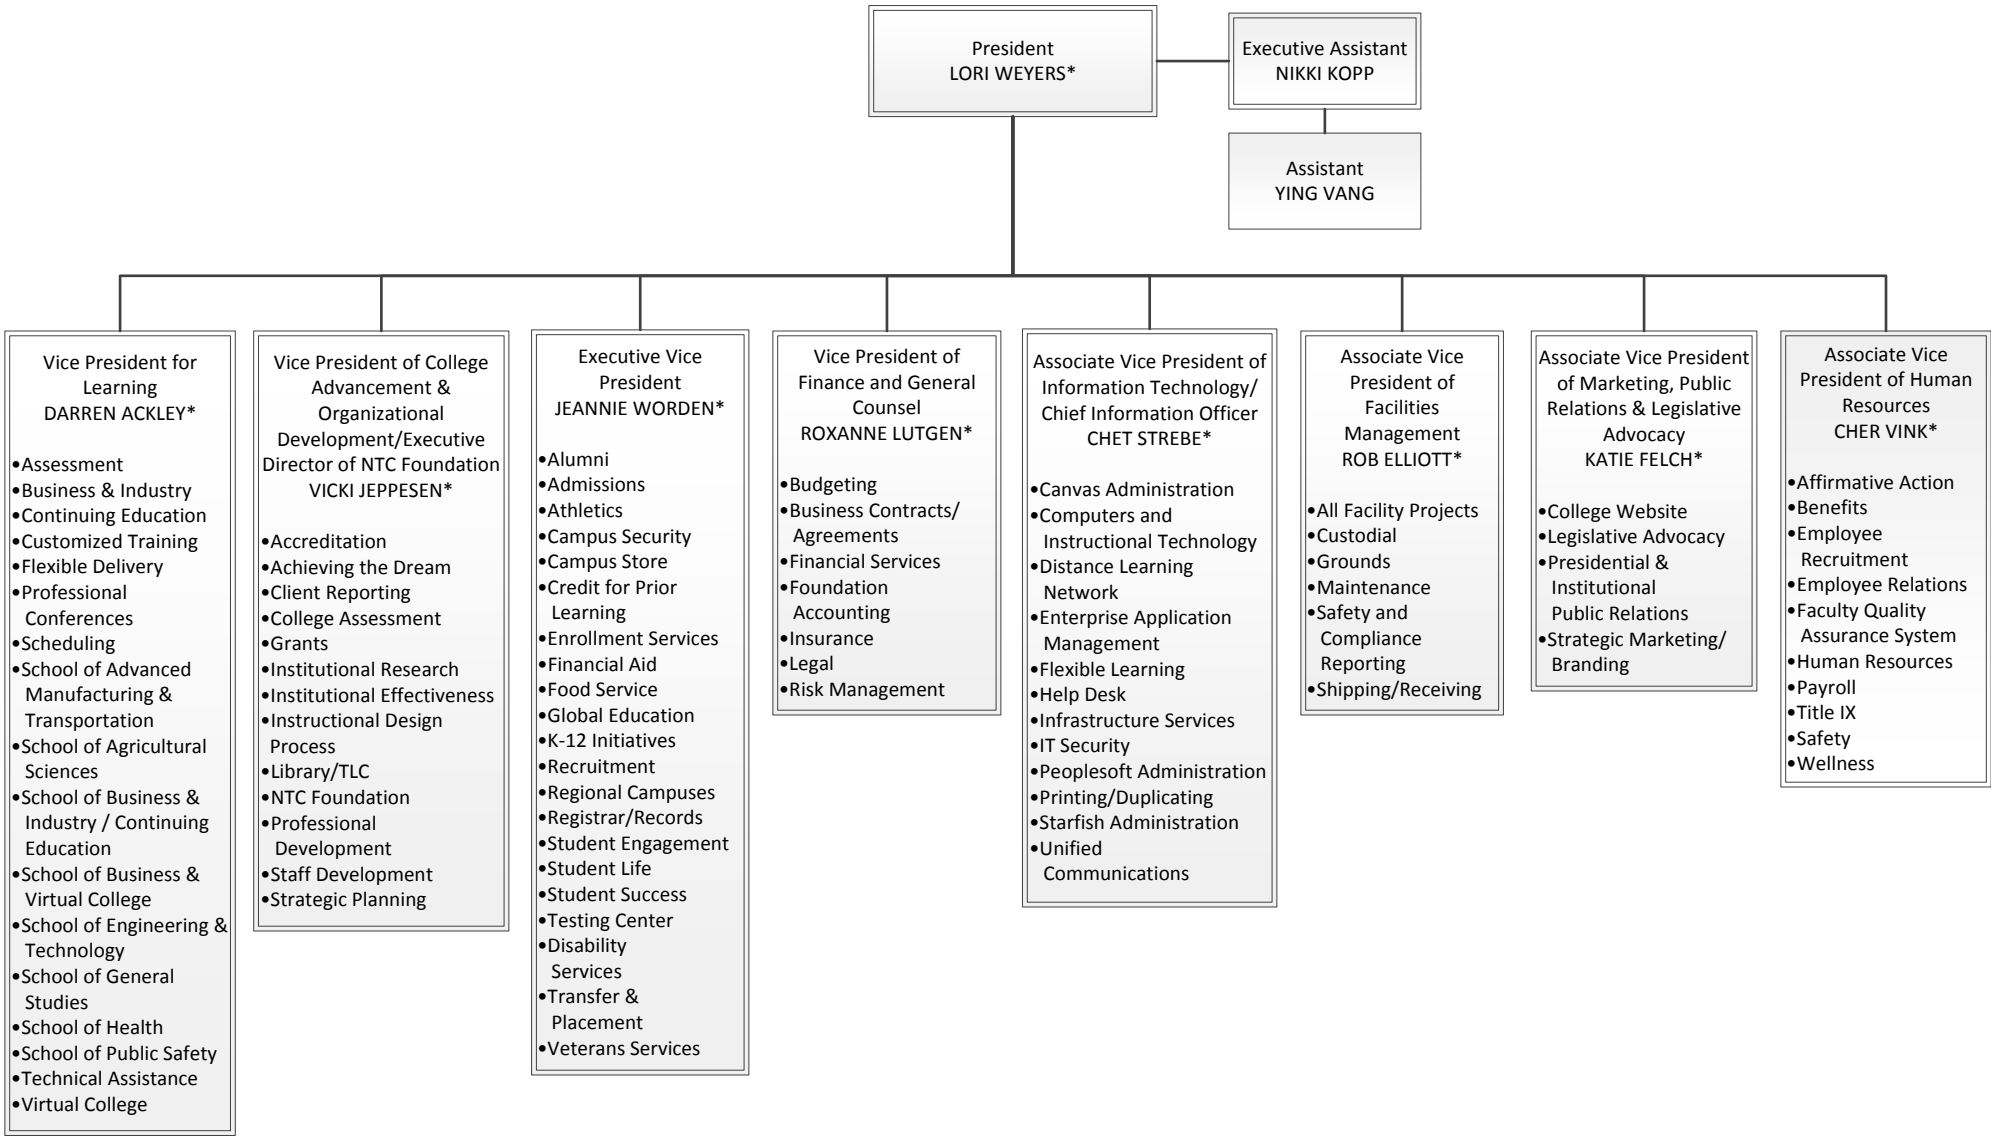 President
LORI WEYERS*
Executive Assistant
NIKKI KOPP
Assistant
YING VANG
Vice President for
Learning
DARREN ACKLEY*
•Assessment
•Business & Industry
•Continuing Education
•Customized Training
•Flexible Delivery
•Professional
Conferences
•Scheduling
•School of Advanced
Manufacturing &
Transportation
•School of Agricultural
Sciences
•School of Business &
Industry / Continuing
Education
•School of Business &
Virtual College
•School of Engineering &
Technology
•School of General
Studies
•School of Health
•School of Public Safety
•Technical Assistance
•Virtual College
Vice President of College
Advancement &
Organizational
Development/Executive
Director of NTC Foundation
VICKI JEPPESEN*
•Accreditation
•Achieving the Dream
•Client Reporting
•College Assessment
•Grants
•Institutional Research
•Institutional Effectiveness
•Instructional Design
Process
•Library/TLC
•NTC Foundation
•Professional
Development
•Staff Development
•Strategic Planning
Executive Vice
President
JEANNIE WORDEN*
•Alumni
•Admissions
•Athletics
•Campus Security
•Campus Store
•Credit for Prior
Learning
•Enrollment Services
•Financial Aid
•Food Service
•Global Education
•K-12 Initiatives
•Recruitment
•Regional Campuses
•Registrar/Records
•Student Engagement
•Student Life
•Student Success
•Testing Center
•Disability
Services
•Transfer &
Placement
•Veterans Services
Vice President of
Finance and General
Counsel
ROXANNE LUTGEN*
•Budgeting
•Business Contracts/
Agreements
•Financial Services
•Foundation
Accounting
•Insurance
•Legal
•Risk Management
Associate Vice President of
Information Technology/
Chief Information Officer
CHET STREBE*
•Canvas Administration
•Computers and
Instructional Technology
•Distance Learning
Network
•Enterprise Application
Management
•Flexible Learning
•Help Desk
•Infrastructure Services
•IT Security
•Peoplesoft Administration
•Printing/Duplicating
•Starfish Administration
•Unified
Communications
Associate Vice
President of
Facilities
Management
ROB ELLIOTT*
•All Facility Projects
•Custodial
•Grounds
•Maintenance
•Safety and
Compliance
Reporting
•Shipping/Receiving
Associate Vice President
of Marketing, Public
Relations & Legislative
Advocacy
KATIE FELCH*
•College Website
•Legislative Advocacy
•Presidential &
Institutional
Public Relations
•Strategic Marketing/
Branding
Associate Vice
President of Human
Resources
CHER VINK*
•Affirmative Action
•Benefits
•Employee
Recruitment
•Employee Relations
•Faculty Quality
Assurance System
•Human Resources
•Payroll
•Title IX
•Safety
•Wellness